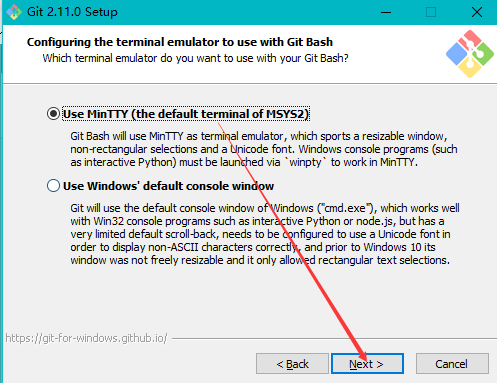 Git 2.11.0 Setup
Configuring the terminal emulator to use with Git Bash
Which terminal emulator do you want to use with your Git Bash?
Use MinTTY (the default terminal of MSYS2)
Git Bash will use MinTTY as terminal emulator, which sports a resizable window,
non-rectangular selections and a Unicode font. Windows console programs (such
as interactive Python) must be launched via `winpty` to work in MinTTY.
Use Windows' default console window
Git will use the default console window of Windows ("cmd.exe"), which works well
with Win32 console programs such as interactive Python or node.js, but has a
very limited default scroll-back, needs to be configured to use a Unicode font in
order to display non-ASCII characters correctly, and prior to Windows 10 its
window was not freely resizable and it only allowed rectangular text selections.
https://git-for-windows.github.io/
< Back
Next >
Cancel